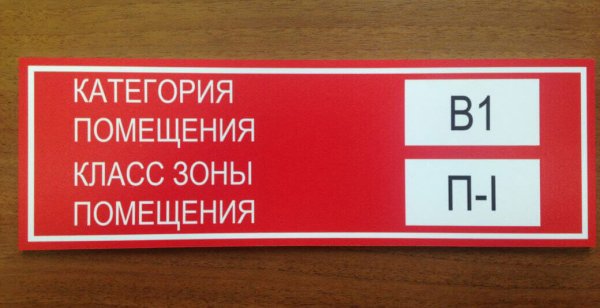 КАТЕГОРИЯ
ПОМЕЩЕНИЯ
В1
КЛАСС ЗОНЫ
ПОМЕЩЕНИЯ
П-I